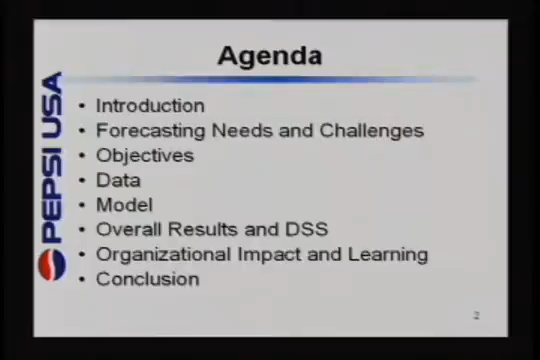 Agenda
PEPSI USA
• Introduction
• Forecasting Needs and Challenges
• Objectives
• Data
• Model
• Overall Results and DSS
• Organizational Impact and Learning
• Conclusion
2